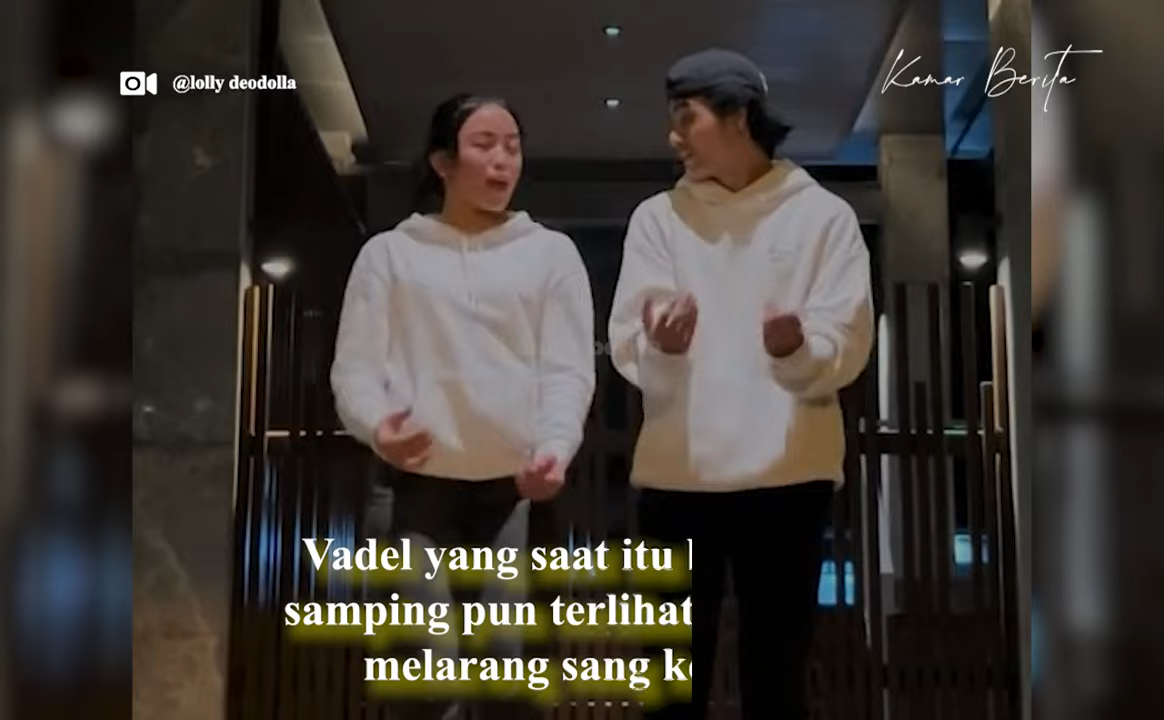 @lolly deodolla
Kamar Berita
Vadel yang saat itu
samping pun terlihat
melarang sang